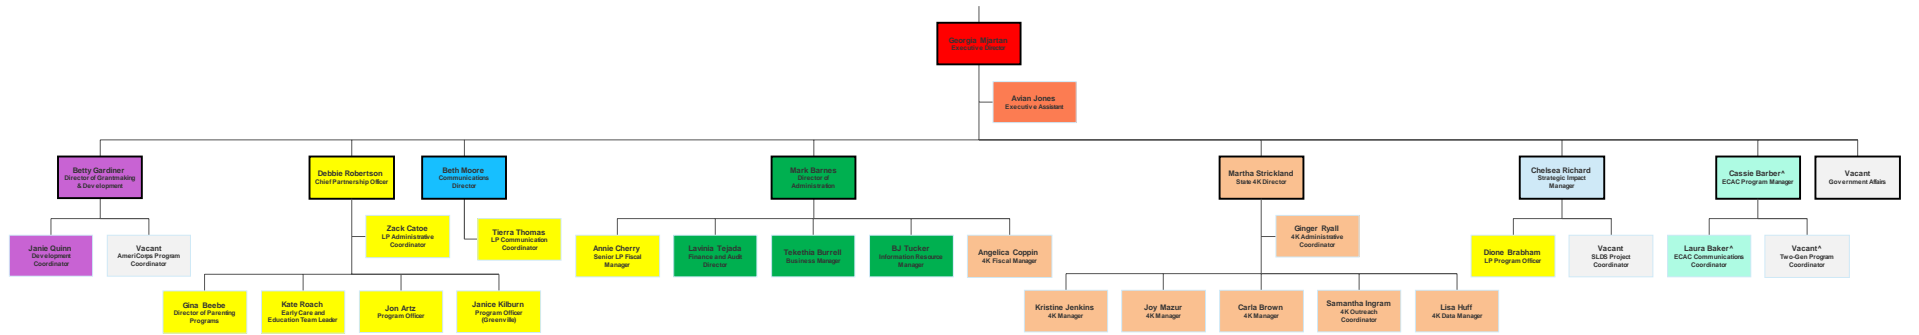 Georgia Mjartan
Executive Director
Avian Jones
Executive Assistant
Betty Gardiner
Director of Grantmaking
& Development
Debbie Robertson
Chief Partnership Officer
Beth Moore
Communications
Director
Mark Barnes
Director of
Administration
Martha Strickland
State 4K Director
Chelsea Richard
Strategic Impact
Manager
Cassie Barber^
ECAC Program Manager
Vacant
Government Affairs
Janie Quinn
Development
Coordinator
Vacant
AmeriCorps Program
Coordinator
Zack Catoe
LP Administrative
Coordinator
Tierra Thomas
LP Communication
Coordinator
Annie Cherry
Senior LP Fiscal
Manager
Lavinia Tejada
Finance and Audit
Director
Tekethia Burrell
Business Manager
BJ Tucker
Information Resource
Manager
Angelica Coppin
4K Fiscal Manager
Ginger Ryall
4K Administrative
Coordinator
Dione Brabham
LP Program Officer
Vacant
SLDS Project
Coordinator
Laura Baker^
ECAC Communications
Coordinator
Vacant^
Two-Gen Program
Coordinator
Gina Beebe
Director of Parenting
Programs
Kate Roach
Early Care and
Education Team Leader
Jon Artz
Program Officer
Janice Kilburn
Program Officer
(Greenville)
Kristine Jenkins
4K Manager
Joy Mazur
4K Manager
Carla Brown
4K Manager
Samantha Ingram
4K Outreach
Coordinator
Lisa Huff
4K Data Manager